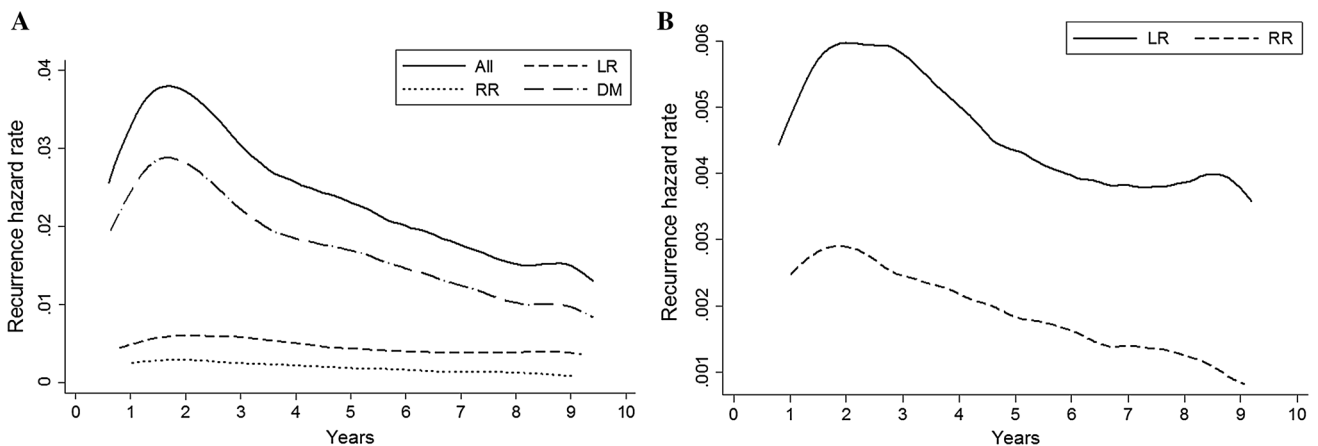 A
All LR
RR DM
Recurrence hazard rate
.04
.03
.02
.01
0
0 1 2 3 4 5 6 7 8 9 10
Years
B
LR RR
Recurrence hazard rate
.006
.005
.004
.003
.002
.001
0 1 2 3 4 5 6 7 8 9 10
Years